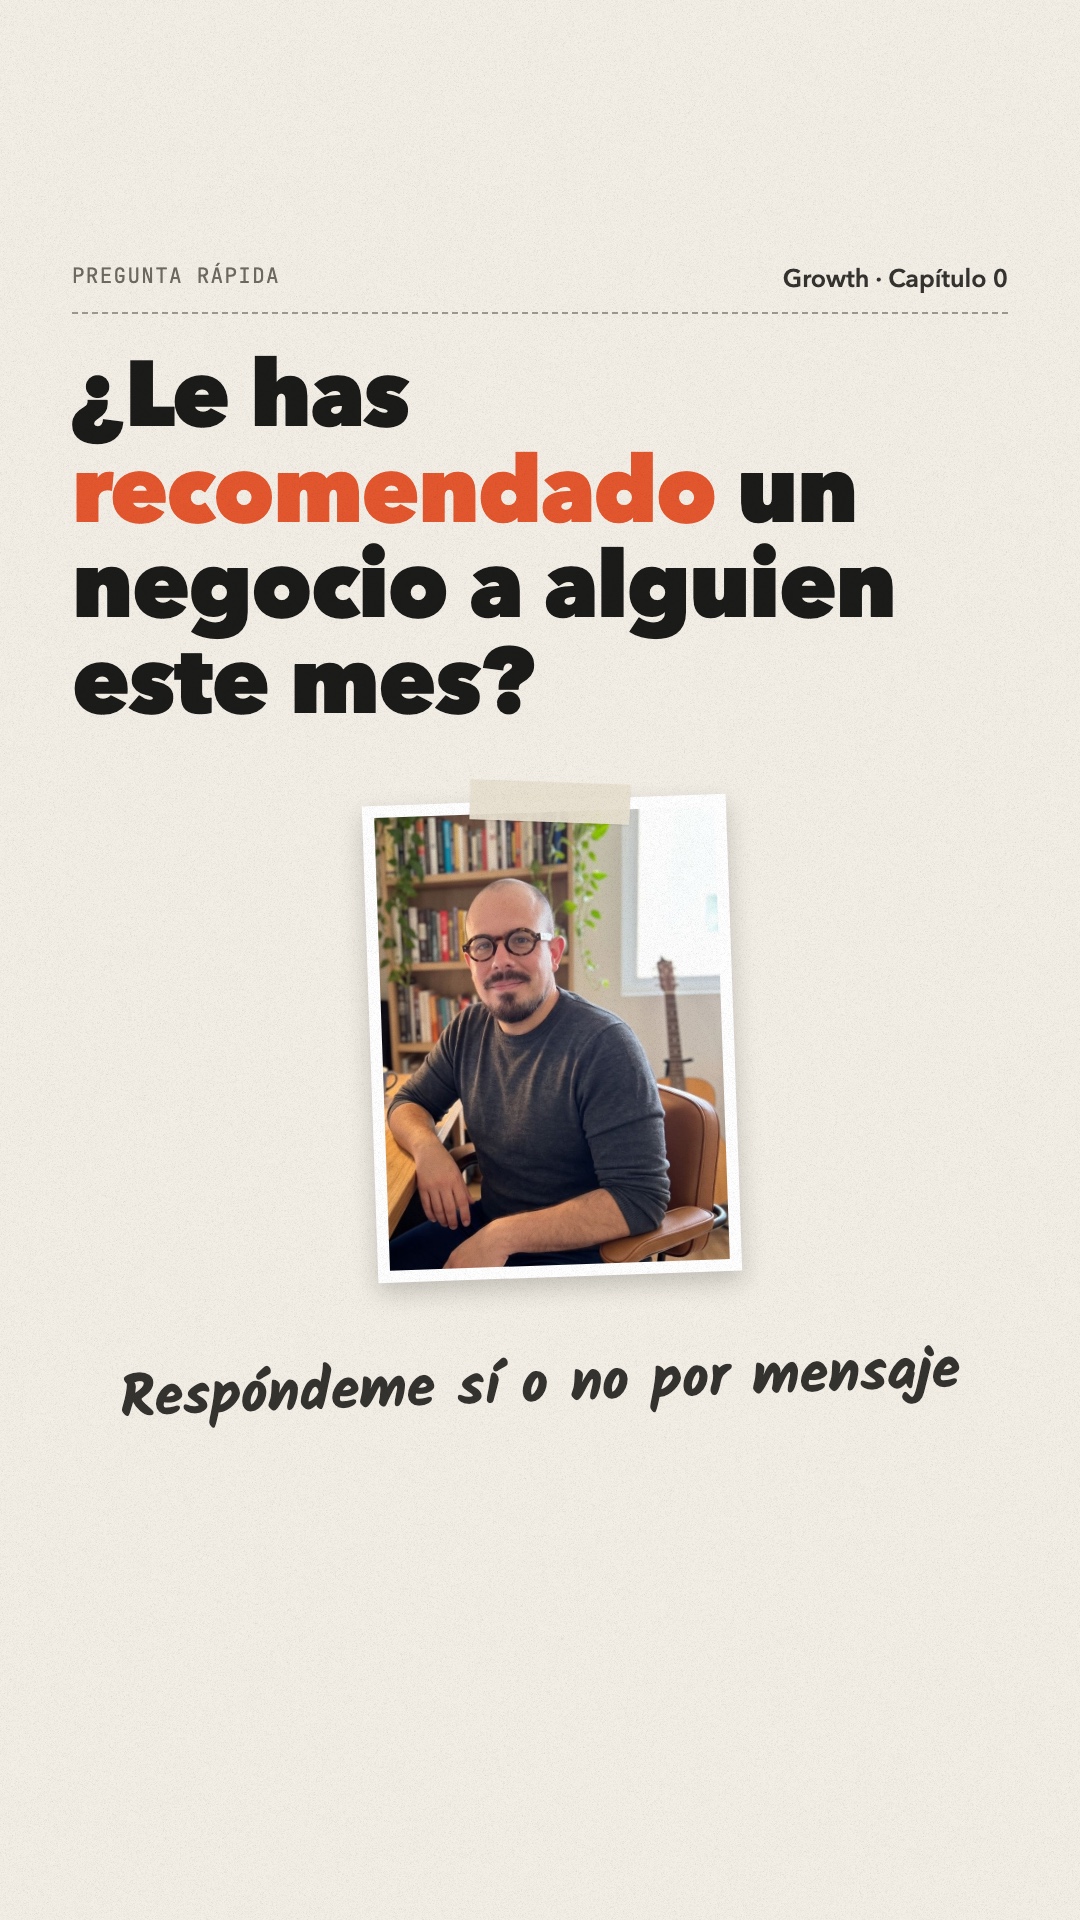 PREGUNTA RÁPIDA
Growth · Capítulo 0
¿Le has
recomendado un
negocio a alguien
este mes?
Respóndeme sí o no por mensaje